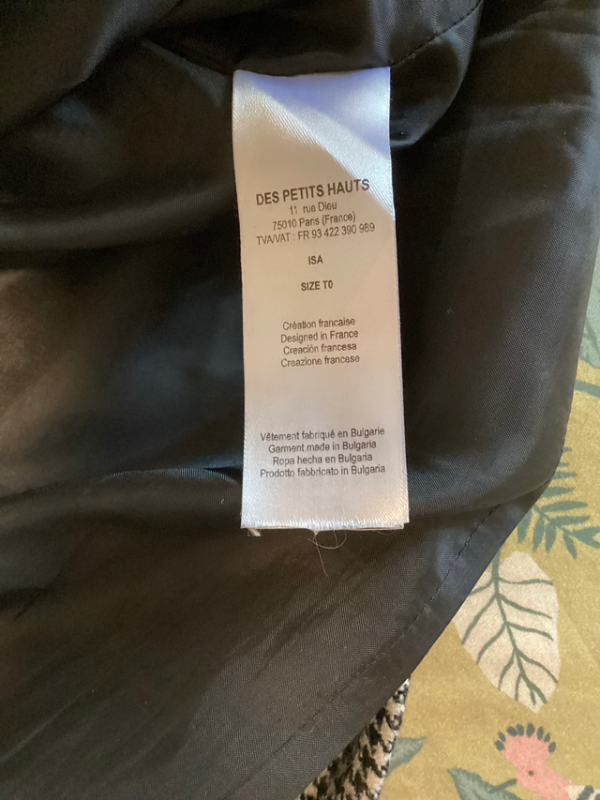 DES PETITS HAUTS
11 rue Dieu
75010 Paris (France)
TVA/VAT : FR 93 422 390 989
ISA
SIZE T0
Création francaise
Designed in France
Creación francesa
Creazione francese
Vêtement fabriqué en Bulgarie
Garment made in Bulgaria
Ropa hecha en Bulgaria
Prodotto fabbricato in Bulgaria